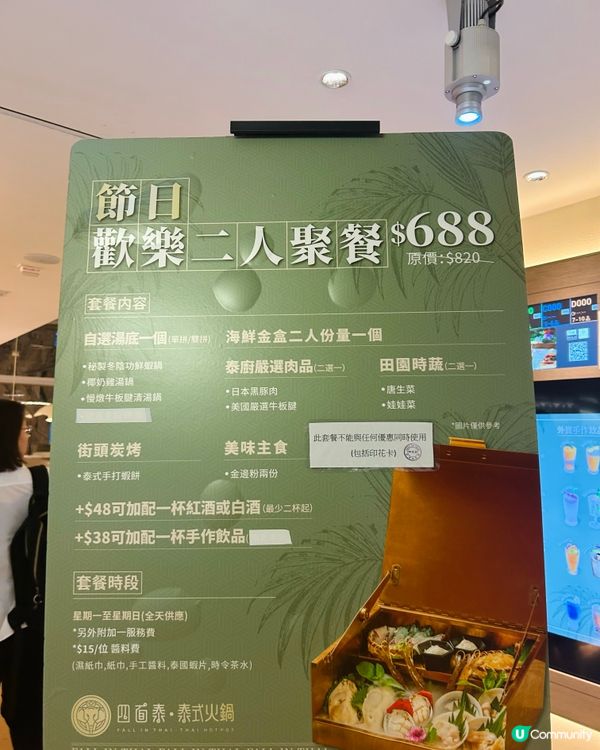 節日
歡樂二人聚餐 $688
原價:$820
套餐內容
自選湯底一個(單拼/雙拼)
•秘製冬陰功鮮蝦鍋
•椰奶雞湯鍋
•慢燉牛板腱清湯鍋
海鮮金盒二人份量一個
泰廚嚴選肉品(二選一)
•日本黑豚肉
•美國嚴選牛板腱
田園時蔬(二選一)
•唐生菜
•娃娃菜
*圖片僅供參考
街頭炭烤
•泰式手打蝦餅
美味主食
•金邊粉兩份
此套餐不能與任何優惠同時使用
(包括印花卡)
+$48可加配一杯紅酒或白酒(最少二杯起)
+$38可加配一杯手作飲品
套餐時段
星期一至星期日(全天供應)
*另外附加一服務費
*$15/位 醬料費
(濕紙巾,紙巾,手工醬料,泰國蝦片,時令茶水)
四面泰·泰式火鍋
FALL IN THAI·THAI HOTPOT
C000
D000
7-10人
U Community